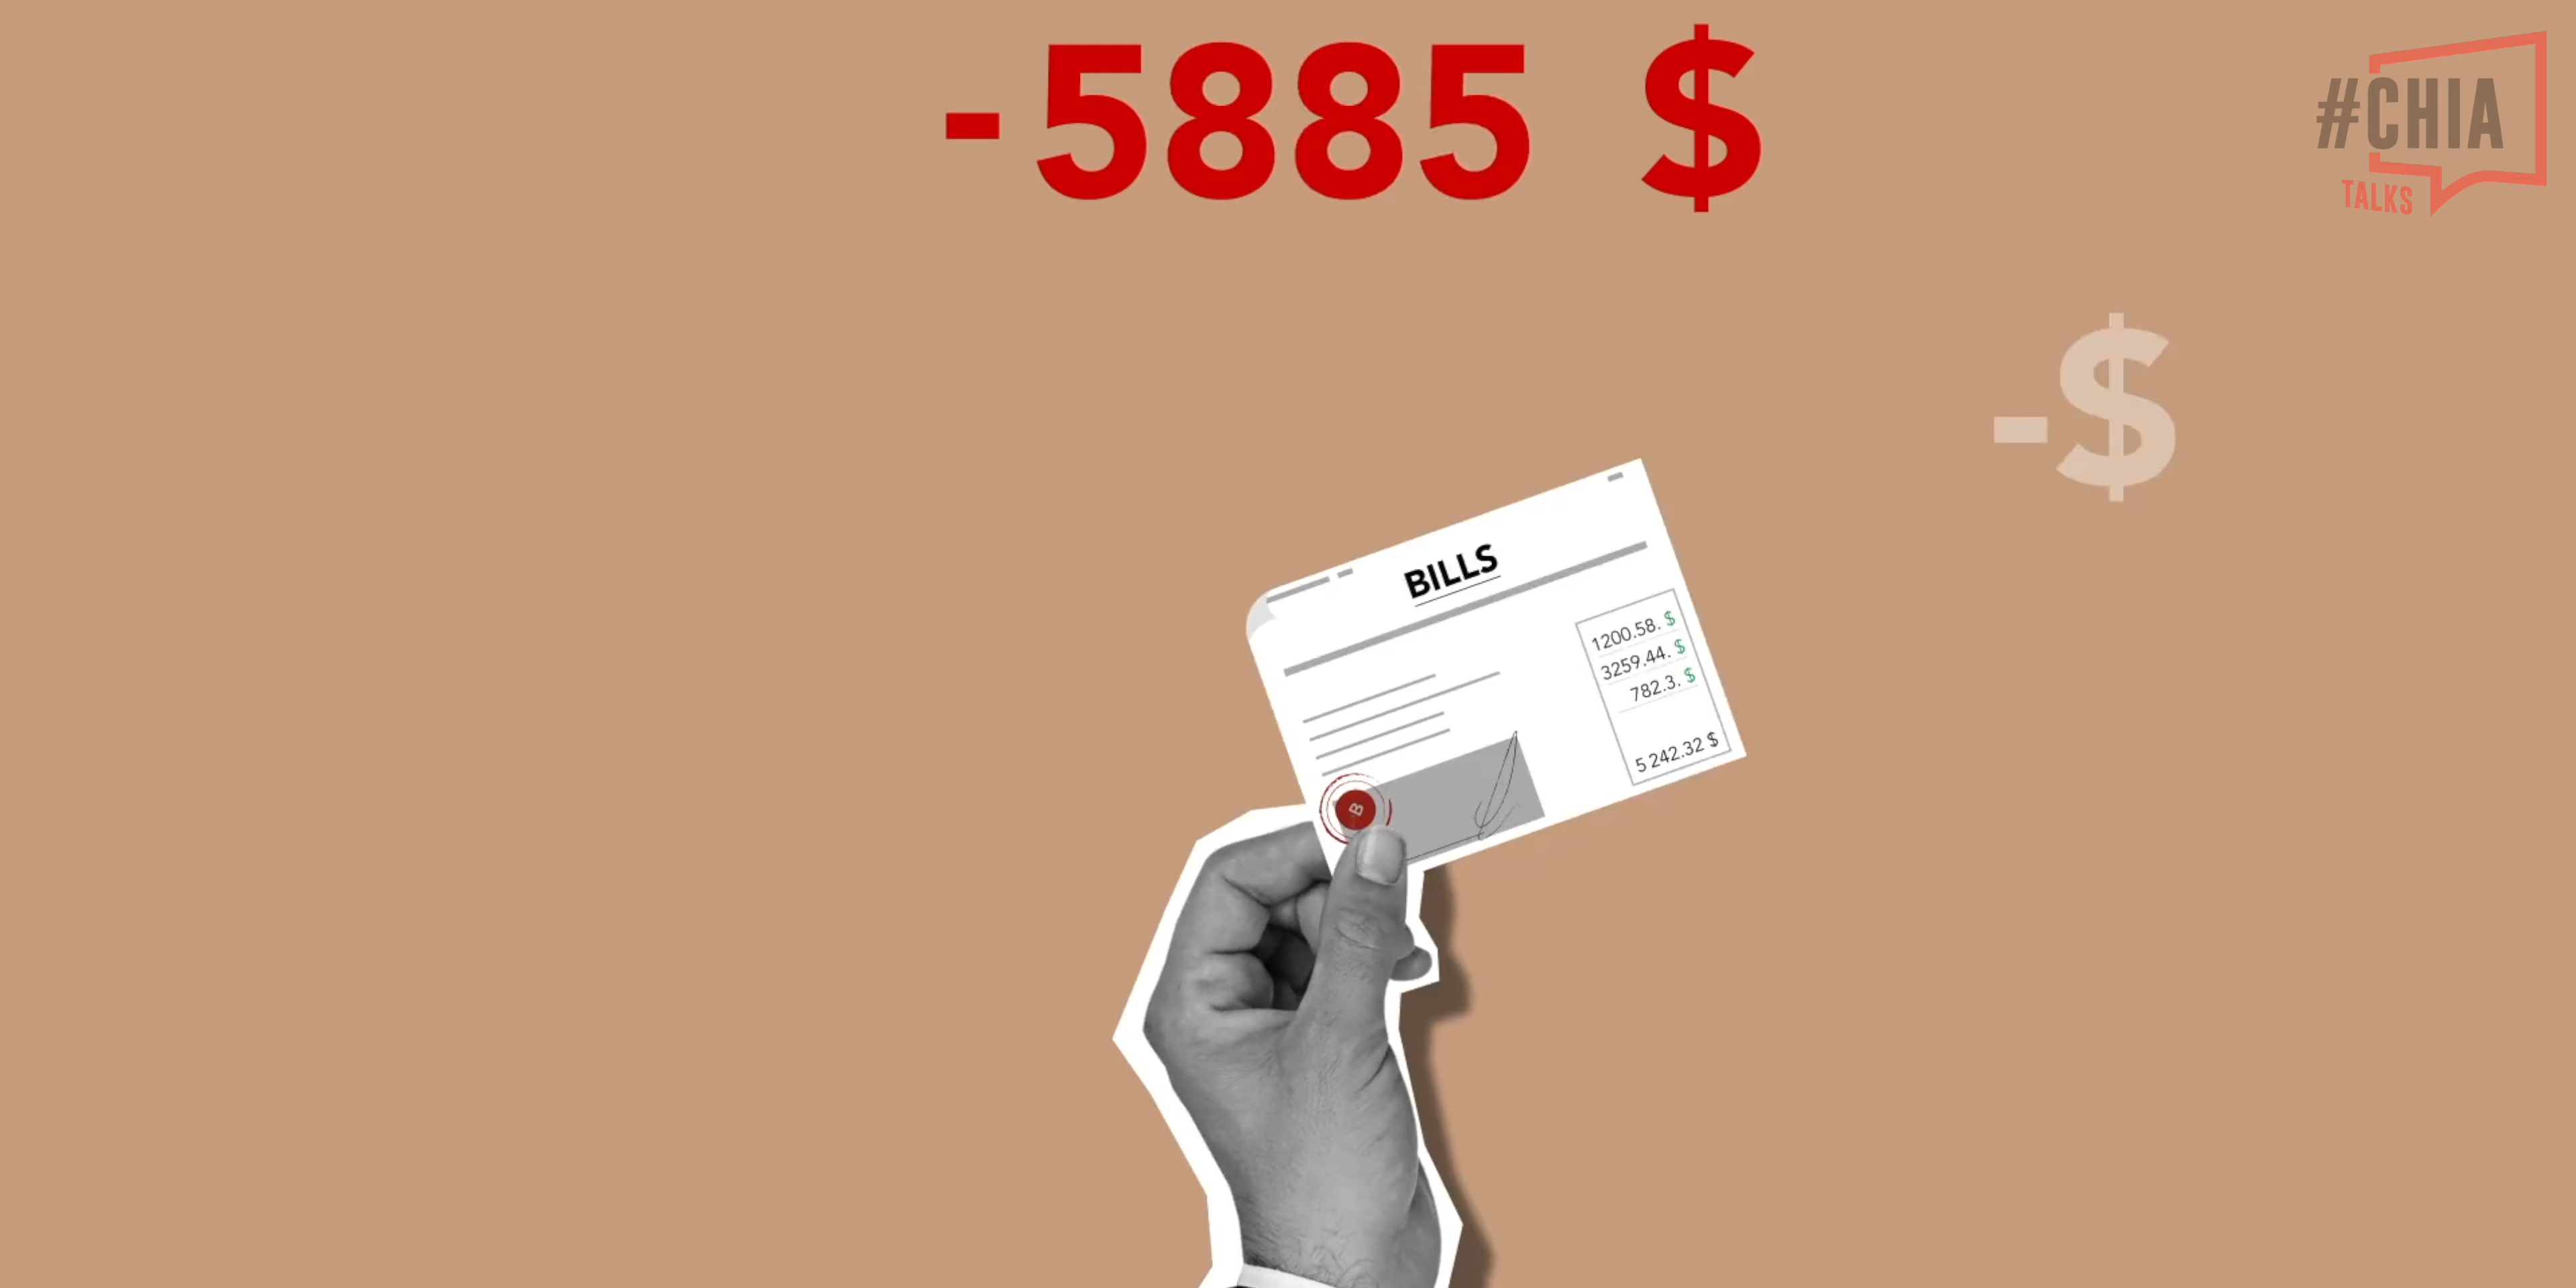 -5885 $
#CHIA
TALKS
-$
BILLS
1200.58. $
3259.44. $
782.3. $
5 242.32 $
B